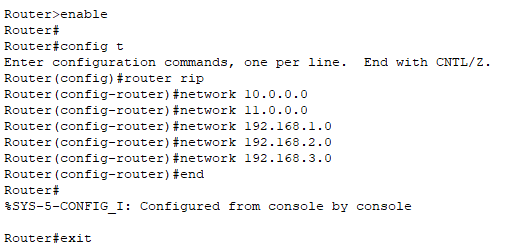 Router>enable
Router#
Router#config t
Enter configuration commands, one per line.  End with CNTL/Z.
Router(config)#router rip
Router(config-router)#network 10.0.0.0
Router(config-router)#network 11.0.0.0
Router(config-router)#network 192.168.1.0
Router(config-router)#network 192.168.2.0
Router(config-router)#network 192.168.3.0
Router(config-router)#end
Router#
%SYS-5-CONFIG_I: Configured from console by console
Router#exit